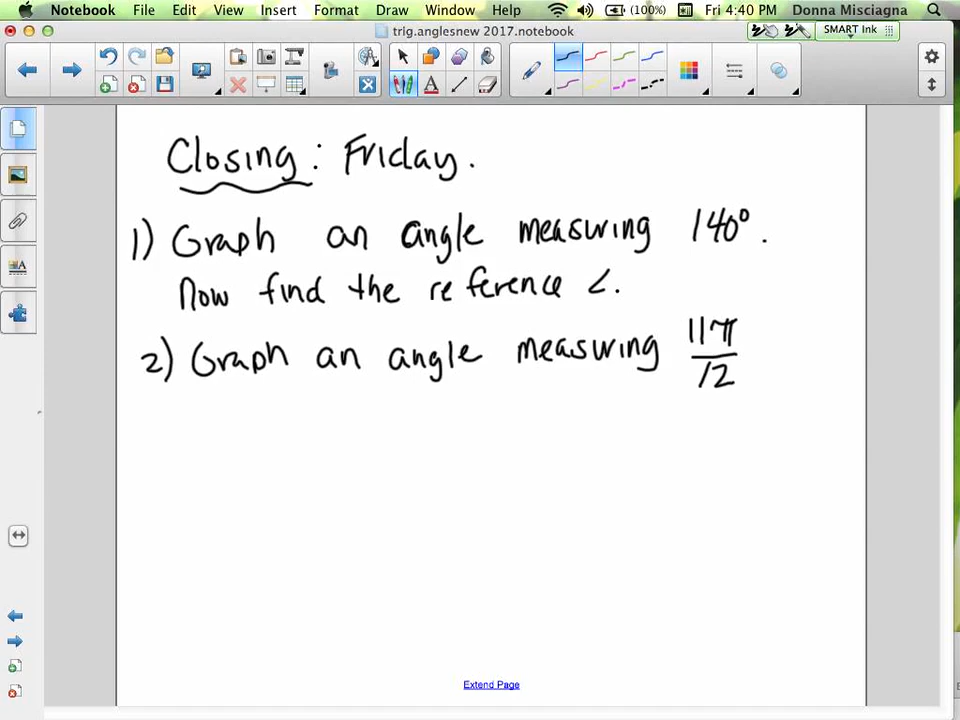 Notebook File Edit View Insert Format Draw Window Help (100%) Fri 4:40 PM Donna Misciagna
trig.anglesnew 2017.notebook
SMART Ink
Closing: Friday.
1) Graph an angle measuring 140°.
Now find the reference ∠.
2) Graph an angle measuring 11π/12
Extend Page